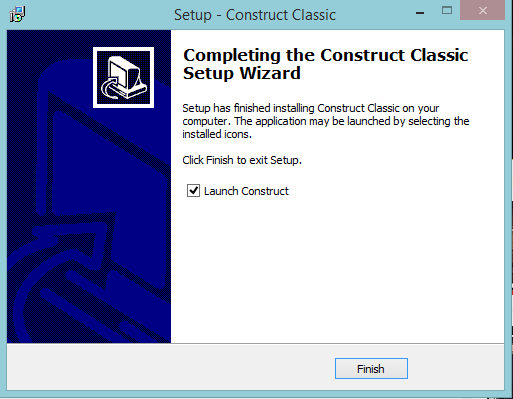 Setup - Construct Classic
Completing the Construct Classic
Setup Wizard
Setup has finished installing Construct Classic on your
computer. The application may be launched by selecting the
installed icons.
Click Finish to exit Setup.
Launch Construct
Finish